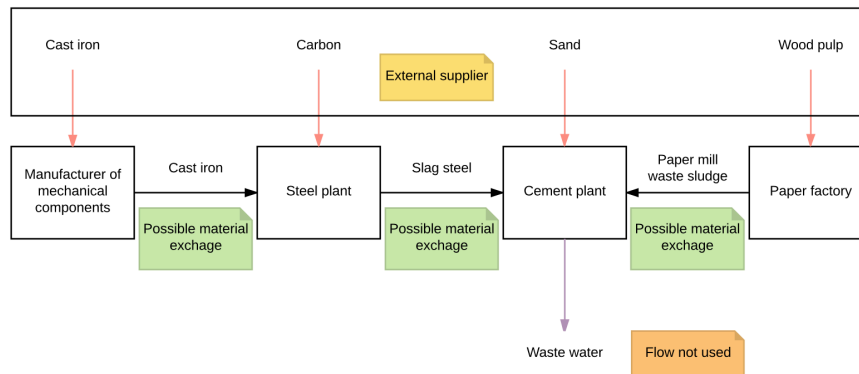 Cast iron
Carbon
Sand
Wood pulp
External supplier
Manufacturer of
mechanical
components
Cast iron
Steel plant
Slag steel
Cement plant
Paper mill
waste sludge
Paper factory
Possible material
exchage
Possible material
exchage
Possible material
exchage
Waste water
Flow not used